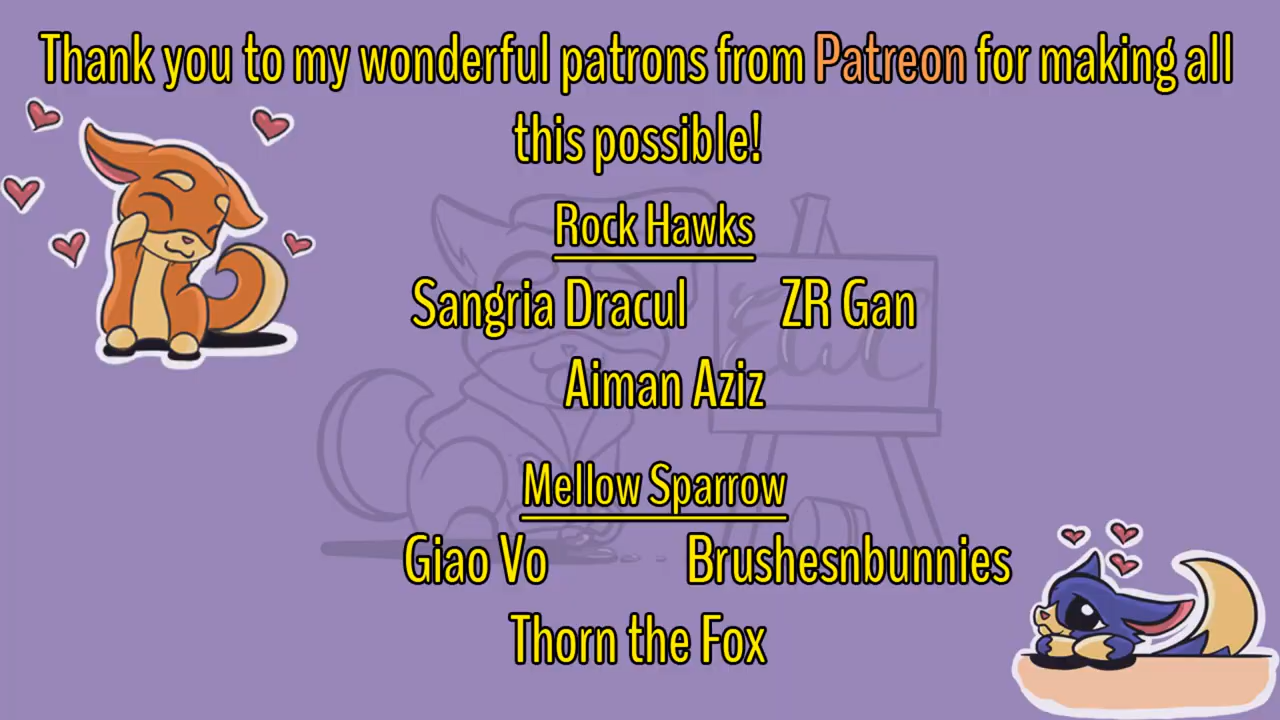 Thank you to my wonderful patrons from Patreon for making all
this possible!
Rock Hawks
Sangria Dracul ZR Gan
Aiman Aziz
Mellow Sparrow
Giao Vo Brushesnbunnies
Thorn the Fox